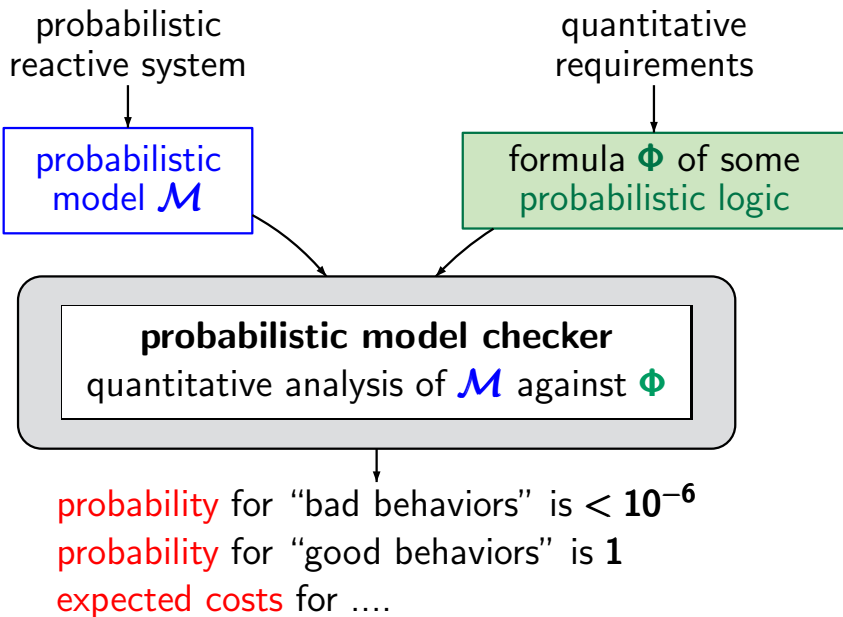 probabilistic
reactive system
quantitative
requirements
probabilistic
model 𝓜
formula Φ of some
probabilistic logic
probabilistic model checker
quantitative analysis of 𝓜 against Φ
probability for “bad behaviors” is < 10⁻⁶
probability for “good behaviors” is 1
expected costs for ....